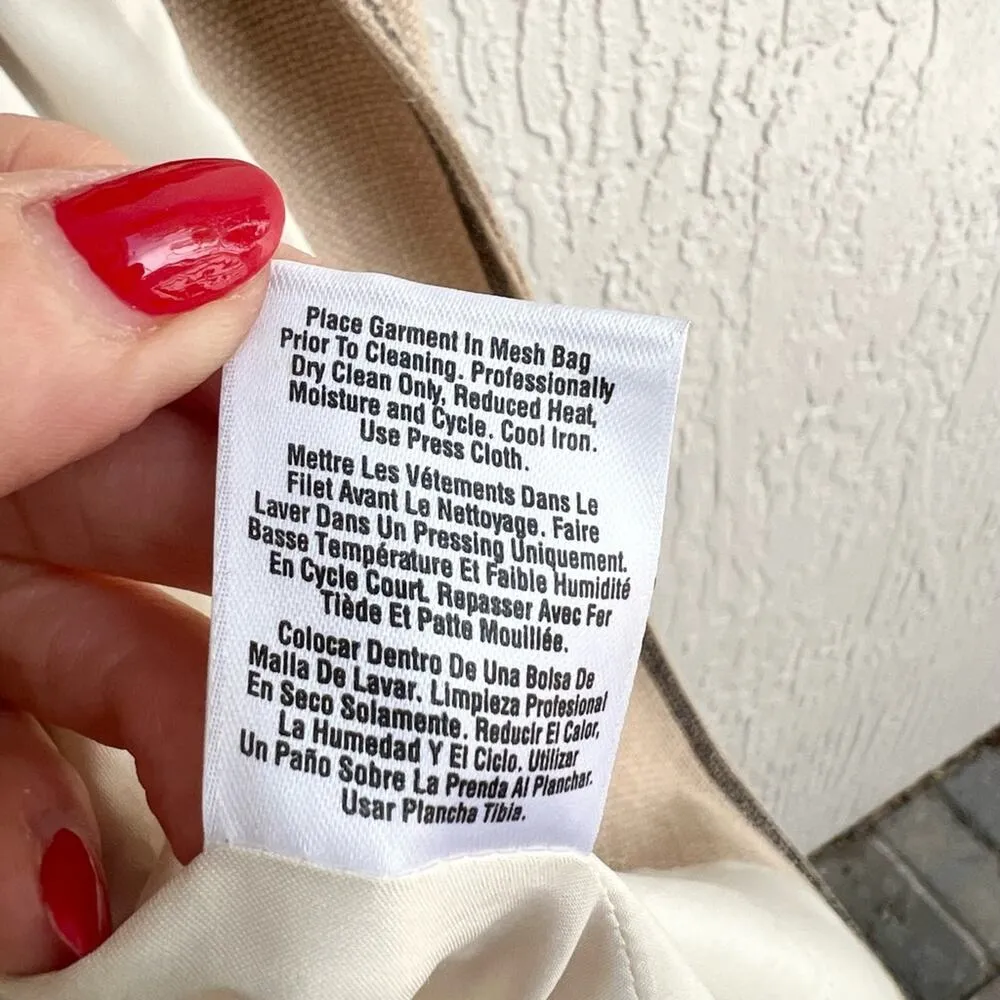 Place Garment In Mesh Bag
Prior To Cleaning. Professionally
Dry Clean Only, Reduced Heat,
Moisture and Cycle. Cool Iron.
Use Press Cloth.
Mettre Les Vétements Dans Le
Filet Avant Le Nettoyage. Faire
Laver Dans Un Pressing Uniquement.
Basse Température Et Faible Humidité
En Cycle Court. Repasser Avec Fer
Tiède Et Patte Mouillée.
Colocar Dentro De Una Bolsa De
Malla De Lavar. Limpieza Profesional
En Seco Solamente. Reducir El Calor,
La Humedad Y El Ciclo. Utilizar
Un Paño Sobre La Prenda Al Planchar.
Usar Plancha Tibia.